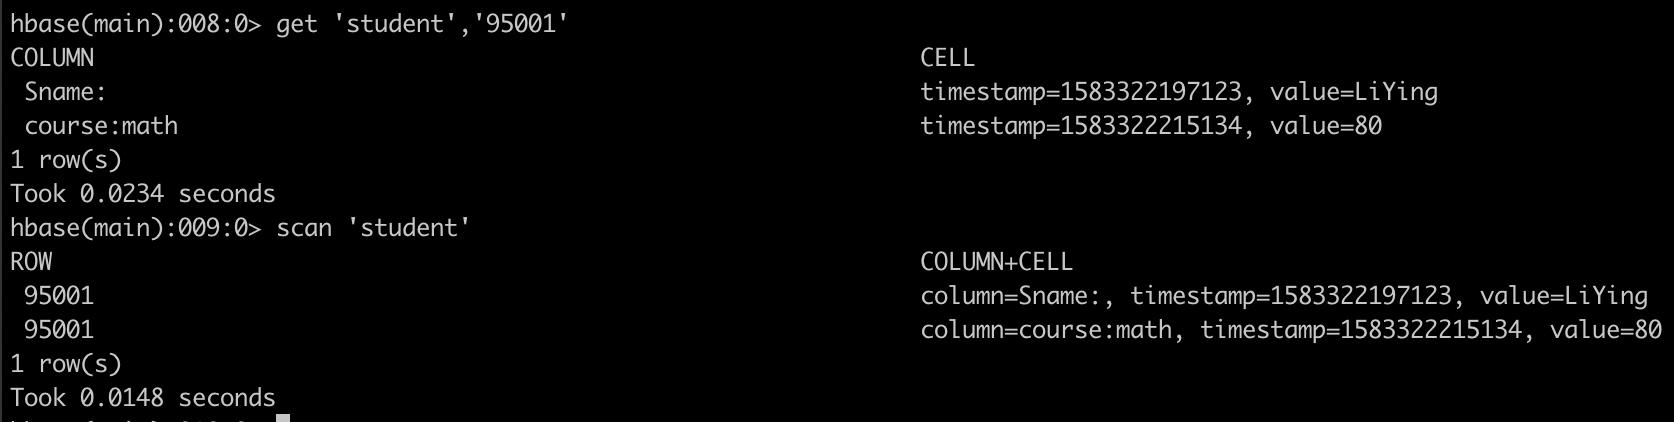 hbase(main):008:0> get 'student','95001'
COLUMN CELL
Sname: timestamp=1583322197123, value=LiYing
course:math timestamp=1583322215134, value=80
1 row(s)
Took 0.0234 seconds
hbase(main):009:0> scan 'student'
ROW COLUMN+CELL
95001 column=Sname:, timestamp=1583322197123, value=LiYing
95001 column=course:math, timestamp=1583322215134, value=80
1 row(s)
Took 0.0148 seconds